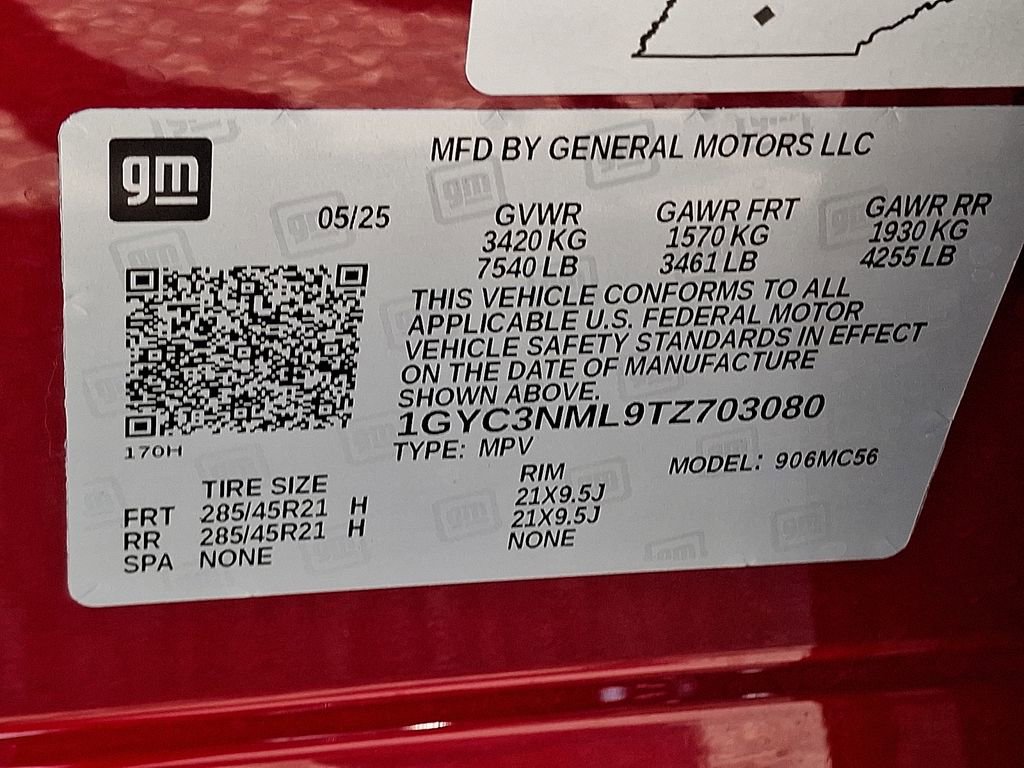 gm
MFD BY GENERAL MOTORS LLC
05/25 GVWR GAWR FRT GAWR RR
3420 KG 1570 KG 1930 KG
7540 LB 3461 LB 4255 LB
THIS VEHICLE CONFORMS TO ALL
APPLICABLE U.S. FEDERAL MOTOR
VEHICLE SAFETY STANDARDS IN EFFECT
ON THE DATE OF MANUFACTURE
SHOWN ABOVE.
1GYC3NML9TZ703080
170H
TYPE: MPV MODEL: 906MC56
TIRE SIZE RIM
FRT 285/45R21 H 21X9.5J
RR 285/45R21 H 21X9.5J
SPA NONE NONE